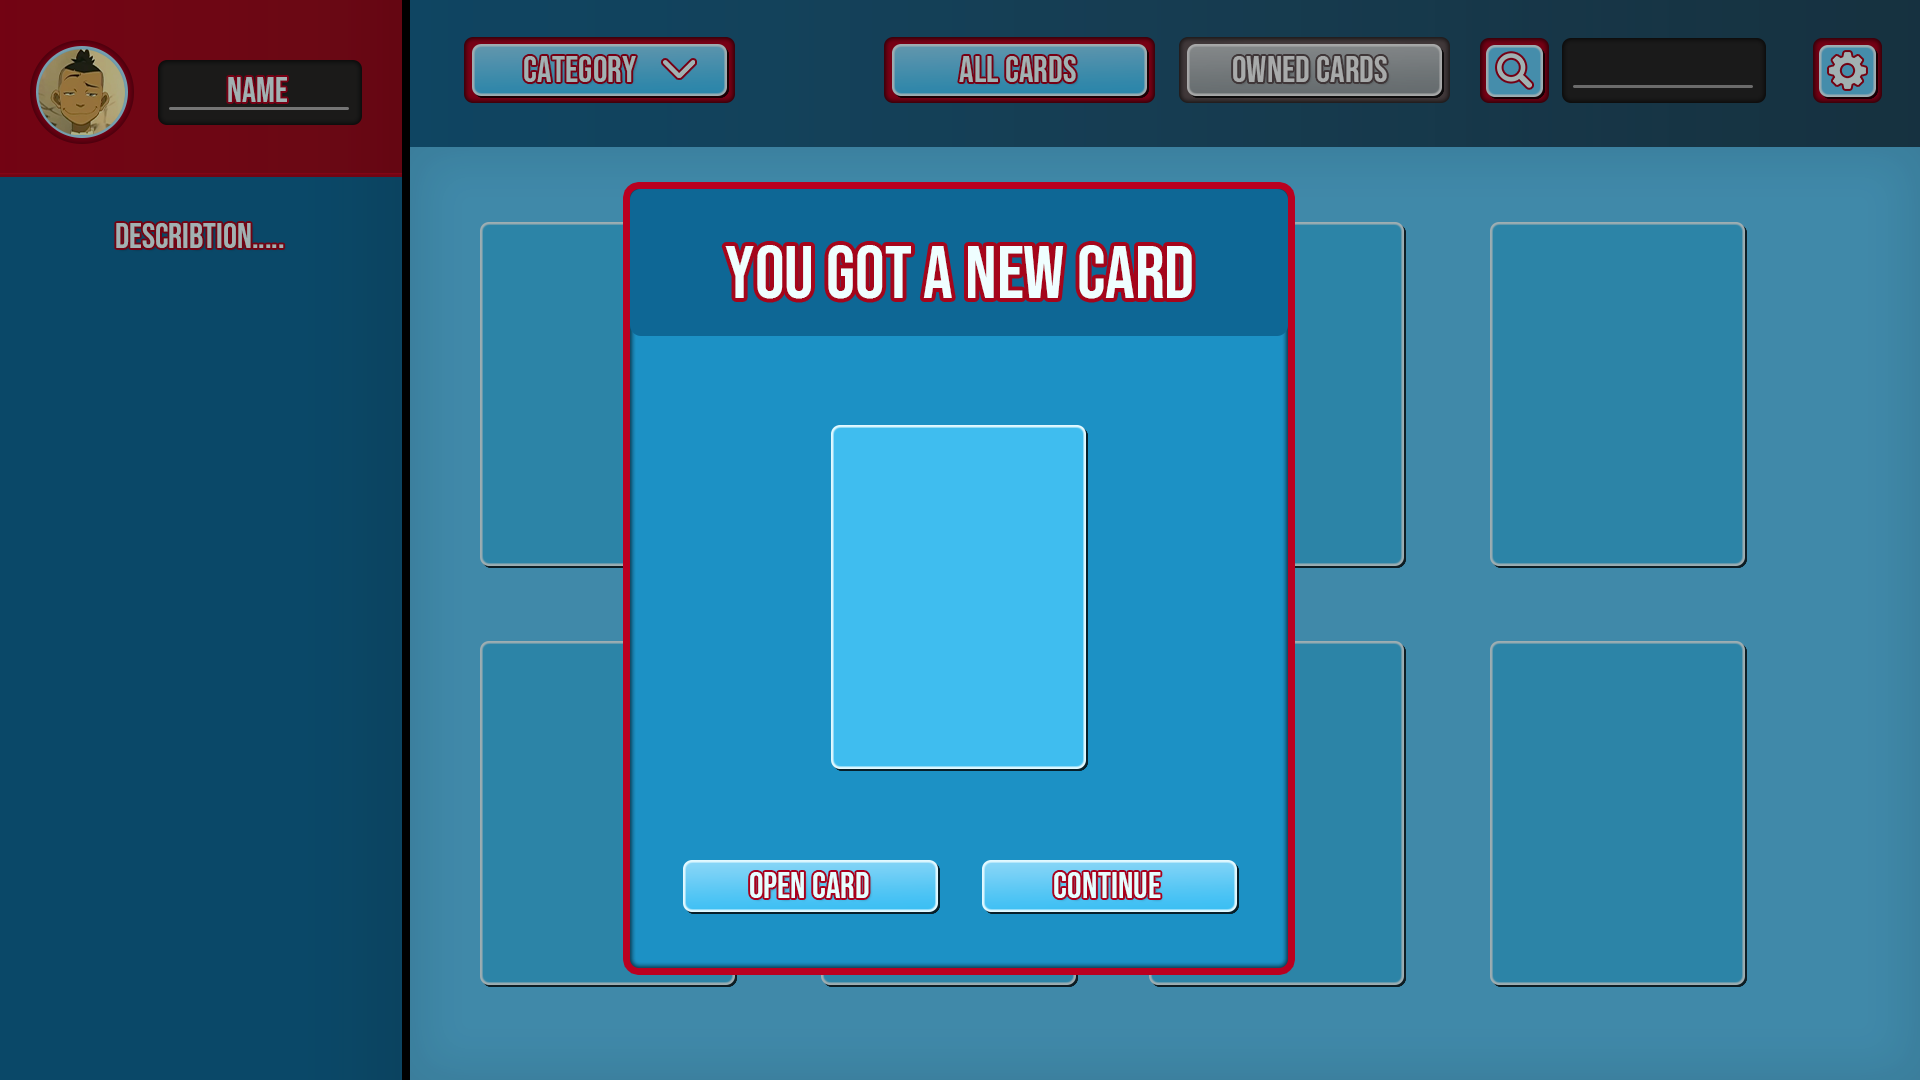 NAME
CATEGORY
ALL CARDS
OWNED CARDS
DESCRIBTION.....
YOU GOT A NEW CARD
OPEN CARD
CONTINUE